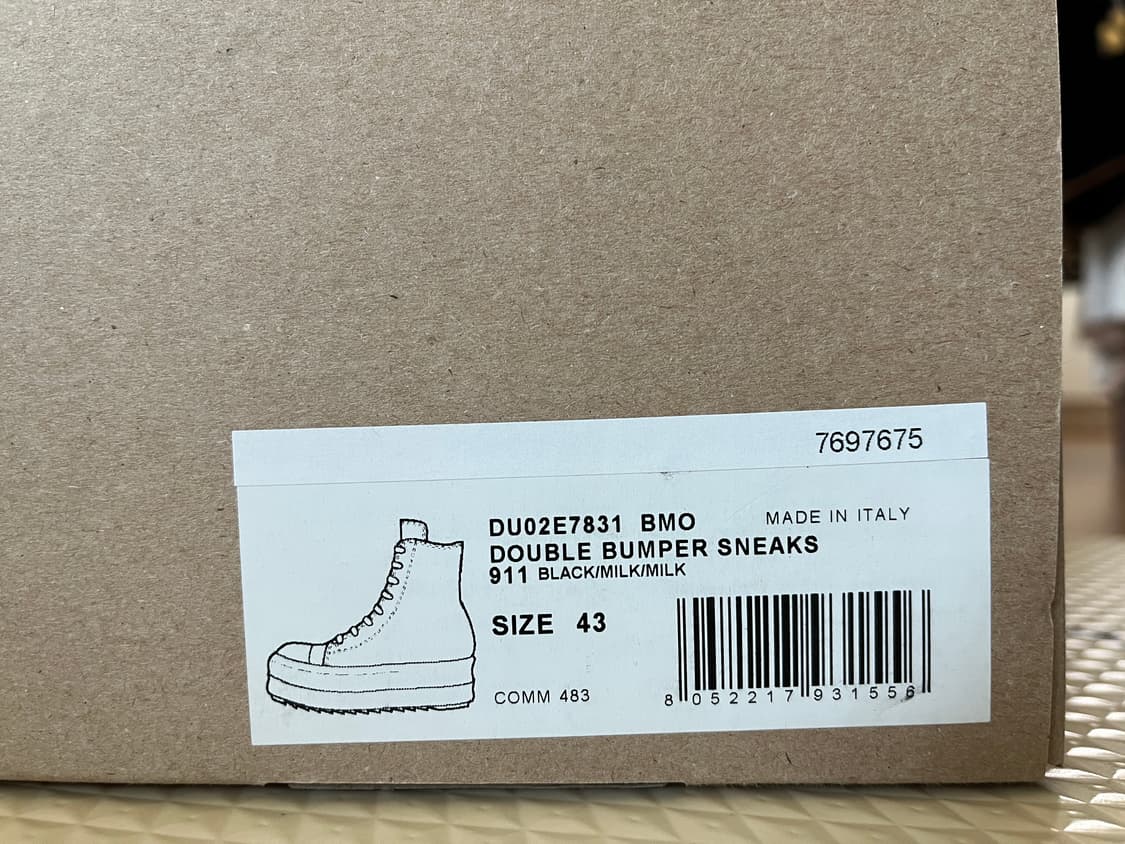 7697675
DU02E7831 BMO
MADE IN ITALY
DOUBLE BUMPER SNEAKS
911 BLACK/MILK/MILK
SIZE 43
COMM 483
8 052217 931556